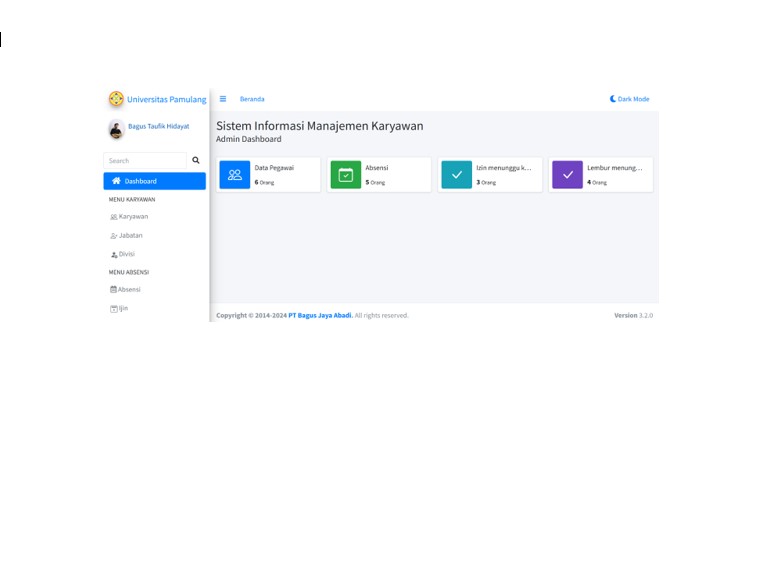 Universitas Pamulang
Beranda
Dark Mode
Bagus Taufik Hidayat
Search
Dashboard
MENU KARYAWAN
Karyawan
Jabatan
Divisi
MENU ABSENSI
Absensi
Ijin
Sistem Informasi Manajemen Karyawan
Admin Dashboard
Data Pegawai
6 Orang
Absensi
5 Orang
Izin menunggu k...
3 Orang
Lembur menung...
4 Orang
Copyright © 2014-2024 PT Bagus Jaya Abadi. All rights reserved.
Version 3.2.0